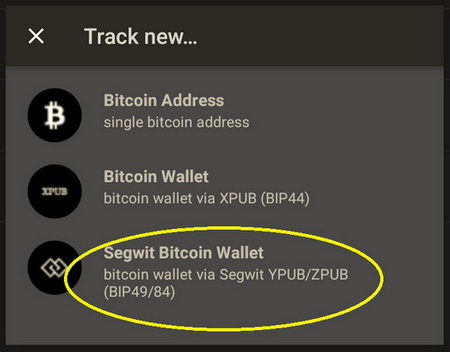 Track new...
Bitcoin Address
single bitcoin address
XPUB
Bitcoin Wallet
bitcoin wallet via XPUB (BIP44)
Segwit Bitcoin Wallet
bitcoin wallet via Segwit YPUB/ZPUB
(BIP49/84)